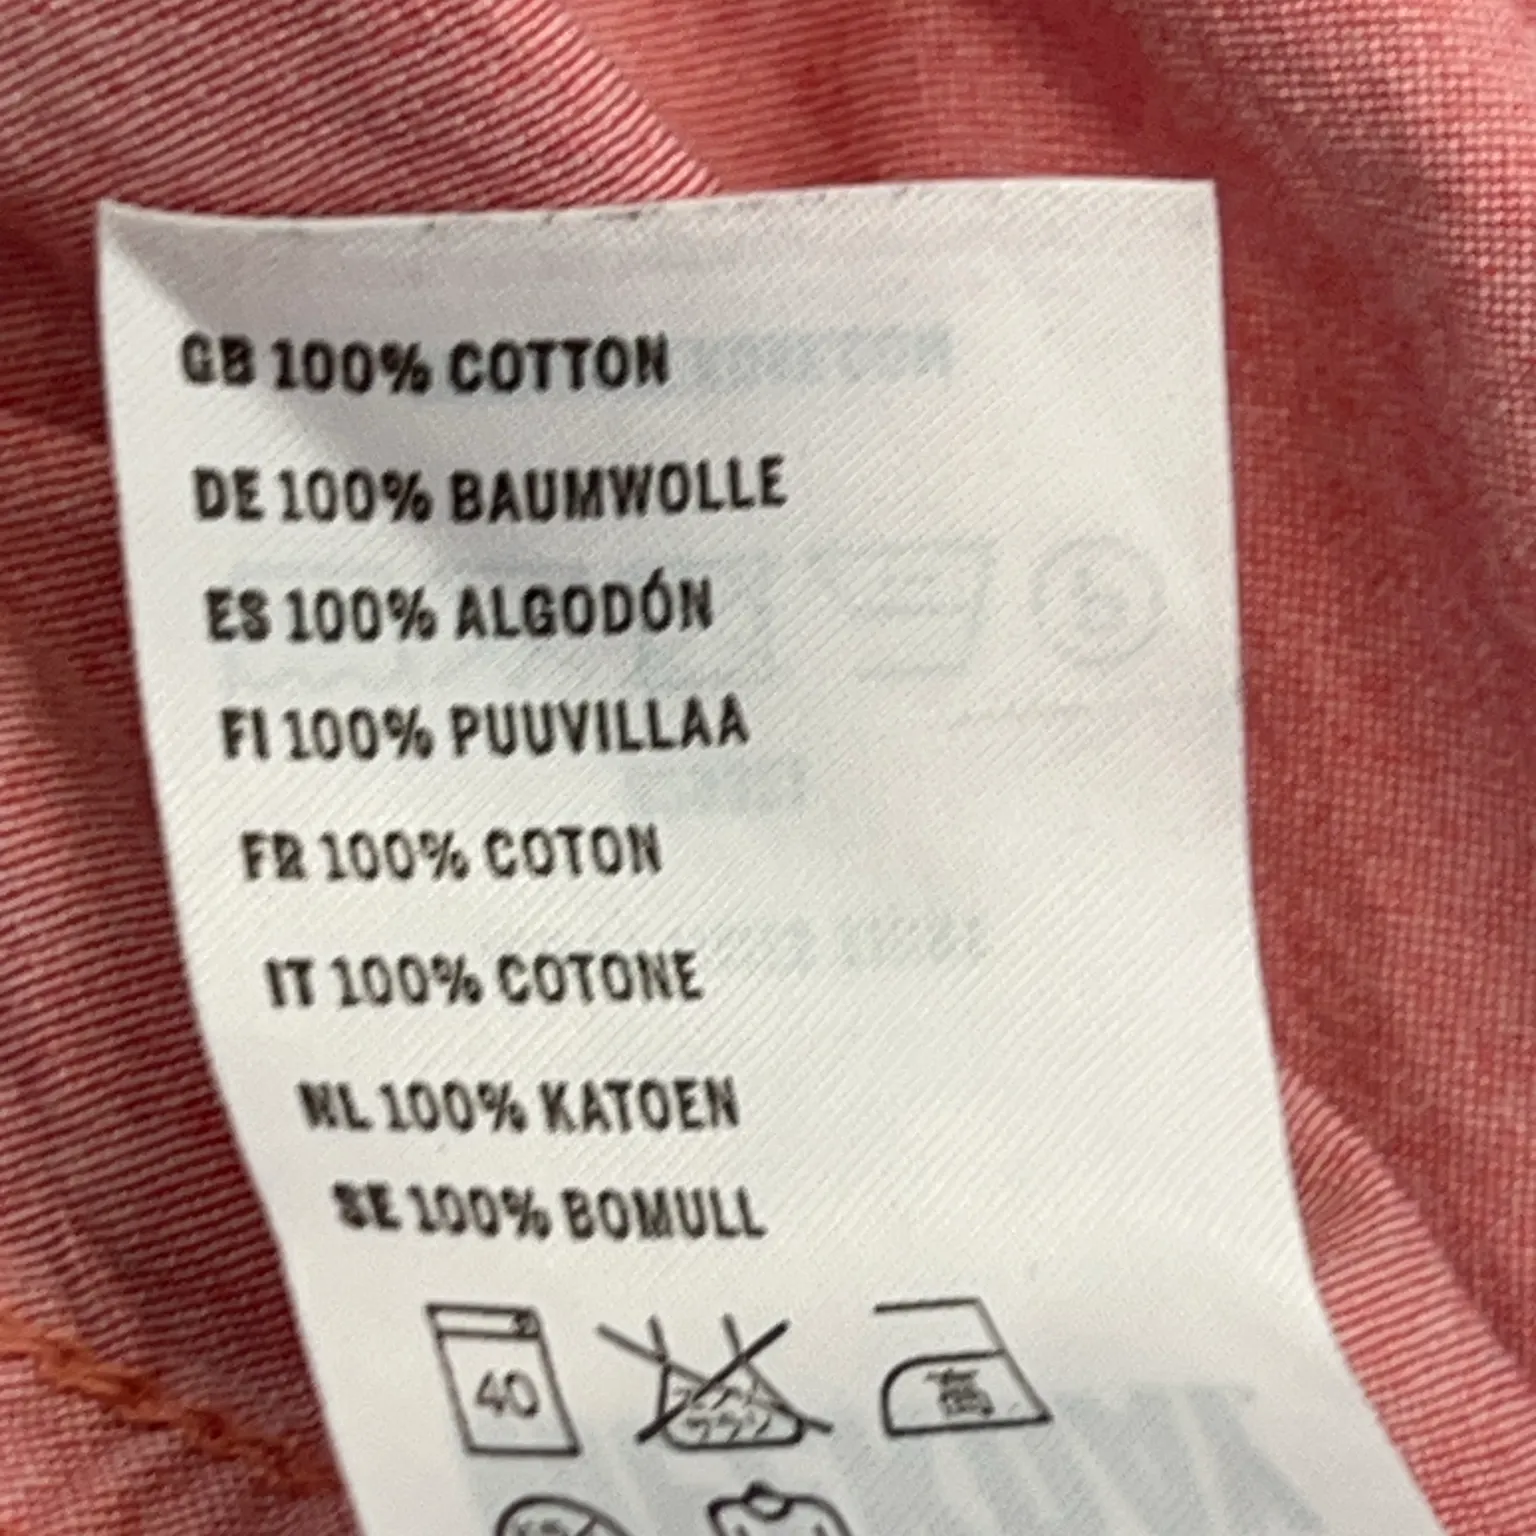 GB 100% COTTON
DE 100% BAUMWOLLE
ES 100% ALGODÓN
FI 100% PUUVILLAA
FR 100% COTON
IT 100% COTONE
NL 100% KATOEN
SE 100% BOMULL
40 高